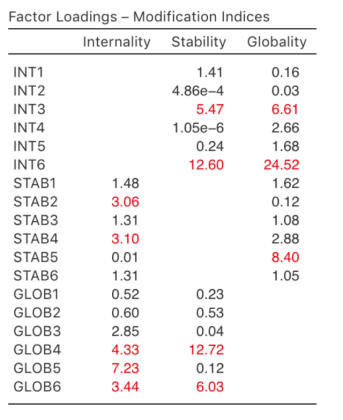 Factor Loadings – Modification Indices
Internality Stability Globality
INT1 1.41 0.16
INT2 4.86e−4 0.03
INT3 5.47 6.61
INT4 1.05e−6 2.66
INT5 0.24 1.68
INT6 12.60 24.52
STAB1 1.48 1.62
STAB2 3.06 0.12
STAB3 1.31 1.08
STAB4 3.10 2.88
STAB5 0.01 8.40
STAB6 1.31 1.05
GLOB1 0.52 0.23
GLOB2 0.60 0.53
GLOB3 2.85 0.04
GLOB4 4.33 12.72
GLOB5 7.23 0.12
GLOB6 3.44 6.03